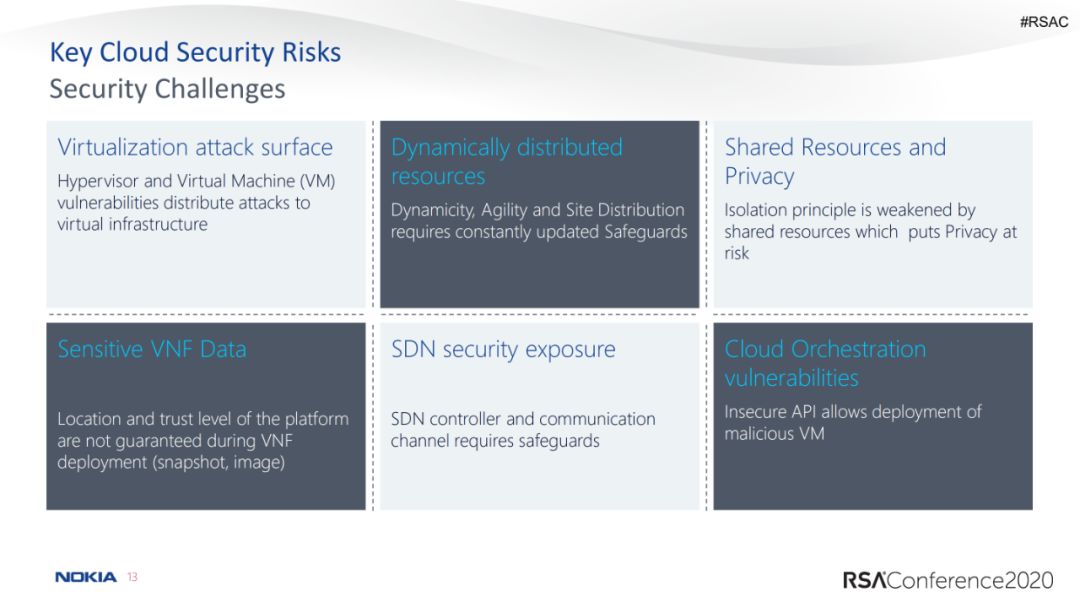 #RSAC
Key Cloud Security Risks
Security Challenges
Virtualization attack surface
Hypervisor and Virtual Machine (VM)
vulnerabilities distribute attacks to
virtual infrastructure
Dynamically distributed
resources
Dynamicity, Agility and Site Distribution
requires constantly updated Safeguards
Shared Resources and
Privacy
Isolation principle is weakened by
shared resources which puts Privacy at
risk
Sensitive VNF Data
Location and trust level of the platform
are not guaranteed during VNF
deployment (snapshot, image)
SDN security exposure
SDN controller and communication
channel requires safeguards
Cloud Orchestration
vulnerabilities
Insecure API allows deployment of
malicious VM
NOKIA 13
RSAConference2020